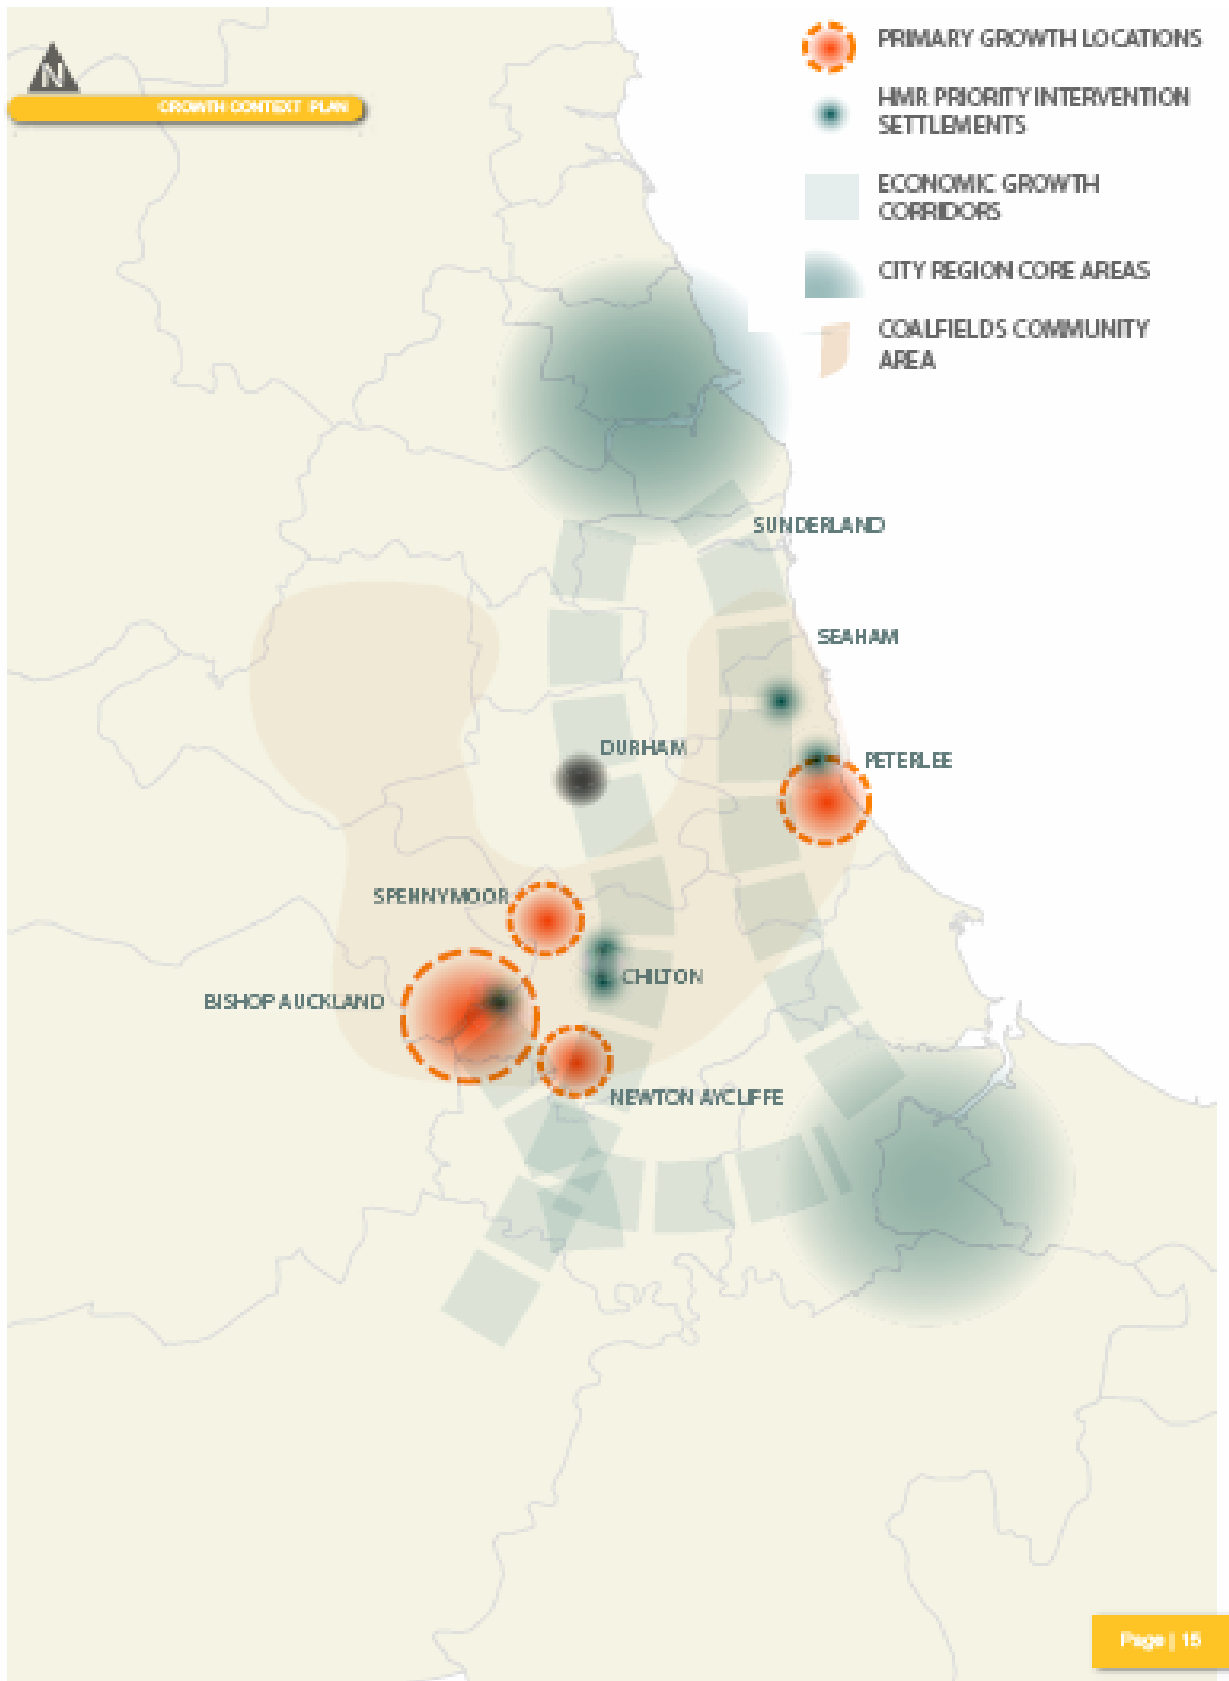 N
GROWTH CONTEXT PLAN
PRIMARY GROWTH LOCATIONS
HMR PRIORITY INTERVENTION
SETTLEMENTS
ECONOMIC GROWTH
CORRIDORS
CITY REGION CORE AREAS
COALFIELDS COMMUNITY
AREA
SUNDERLAND
SEAHAM
DURHAM
PETERLEE
SPENNYMOOR
CHILTON
BISHOP AUCKLAND
NEWTON AYCLIFFE
Page | 15